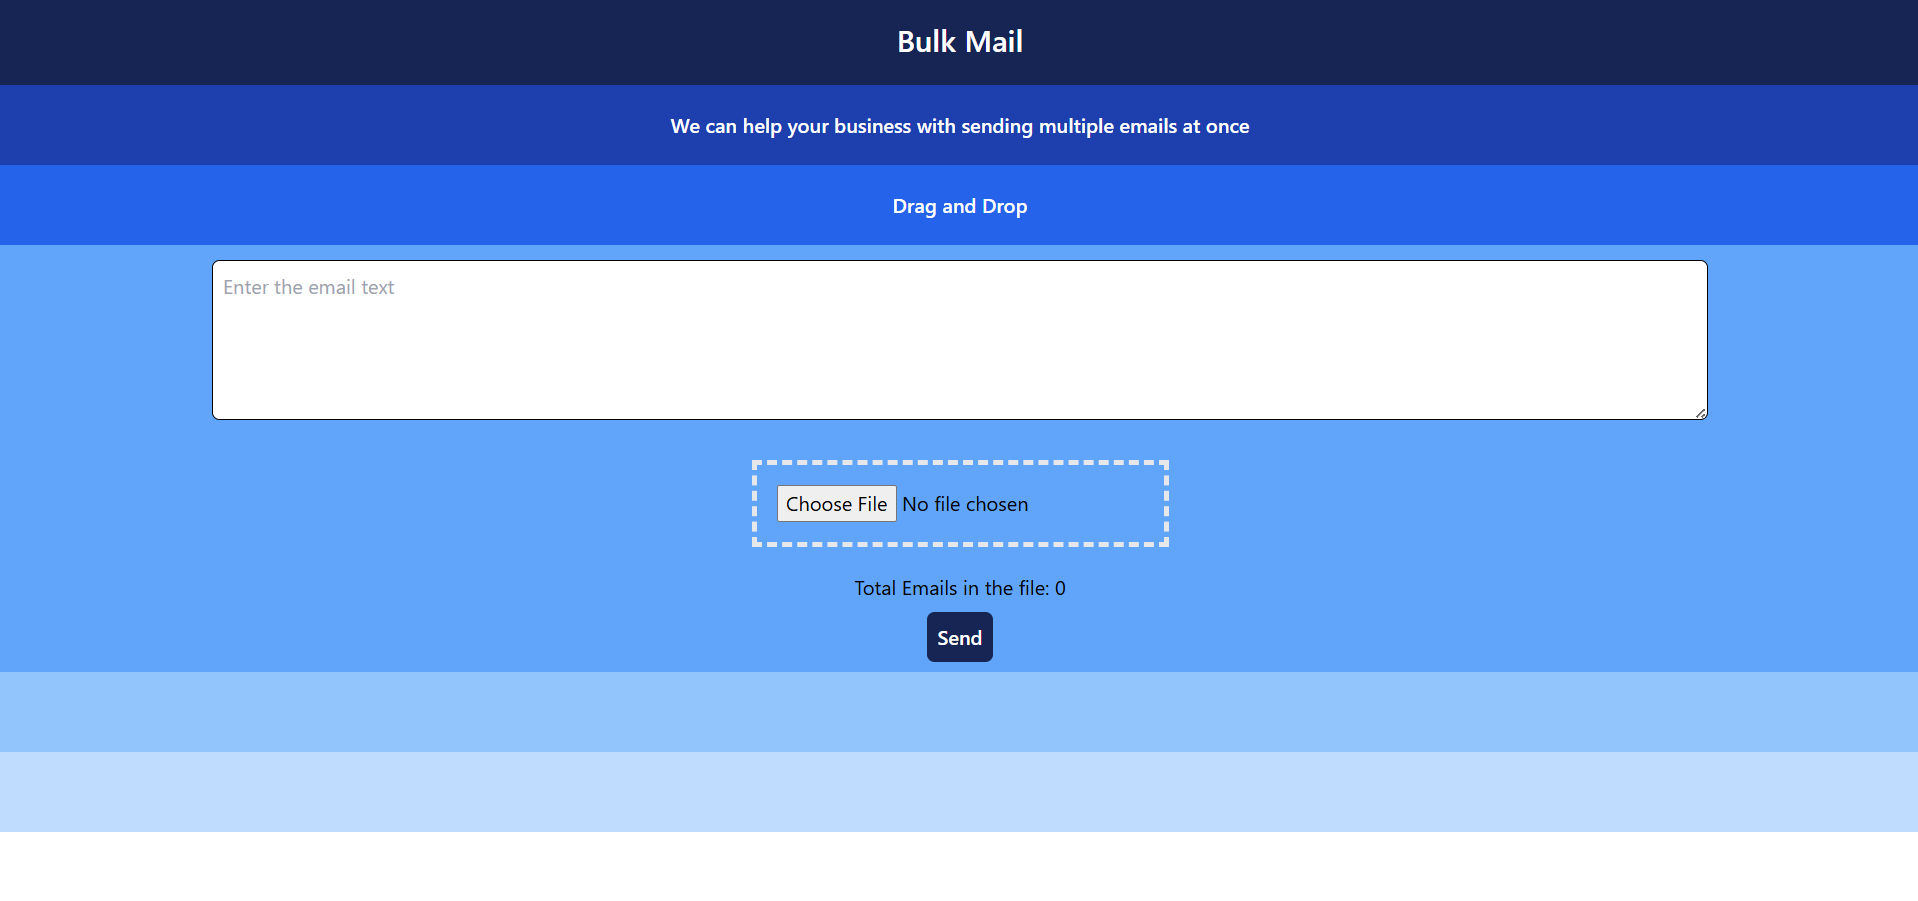 Bulk Mail
We can help your business with sending multiple emails at once
Drag and Drop
Enter the email text
Choose File No file chosen
Total Emails in the file: 0
Send